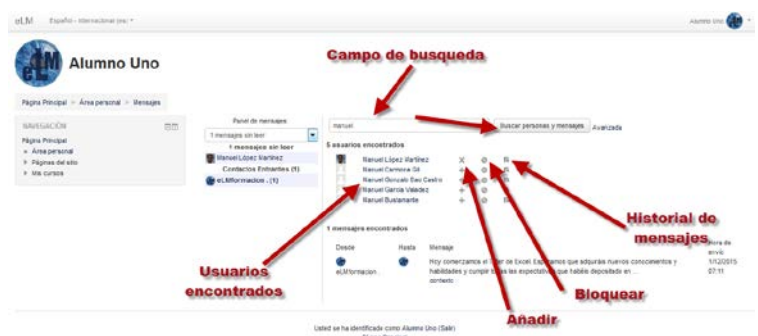 eLM Español - Internacional (es)
Alumno Uno
eLM
Alumno Uno
Página Principal Área personal Mensajes
NAVEGACIÓN
Página Principal
Área personal
Páginas del sitio
Mis cursos
Panel de mensajes
1 mensajes sin leer
1 mensajes sin leer
Manuel López Martínez
Contactos Entrantes (1)
eLMformacion . (1)
Campo de busqueda
manuel
Buscar personas y mensajes
Avanzada
5 usuarios encontrados
Manuel López Martínez
Manuel Carmona Gil
Manuel Gonzalo Bao Castro
Manuel García Valadez
Manuel Bustamante
1 mensajes encontrados
Desde Hasta Mensaje
Hora de envío
eLMformacion .
Hoy comenzamos el Taller de Excel. Esperamos que adquiráis nuevos conocimientos y
habilidades y cumplir todas las expectativas que habéis depositado en ...
contexto
1/12/2015
07:11
Usuarios
encontrados
Historial de
mensajes
Bloquear
Añadir
Usted se ha identificado como Alumno Uno (Salir)